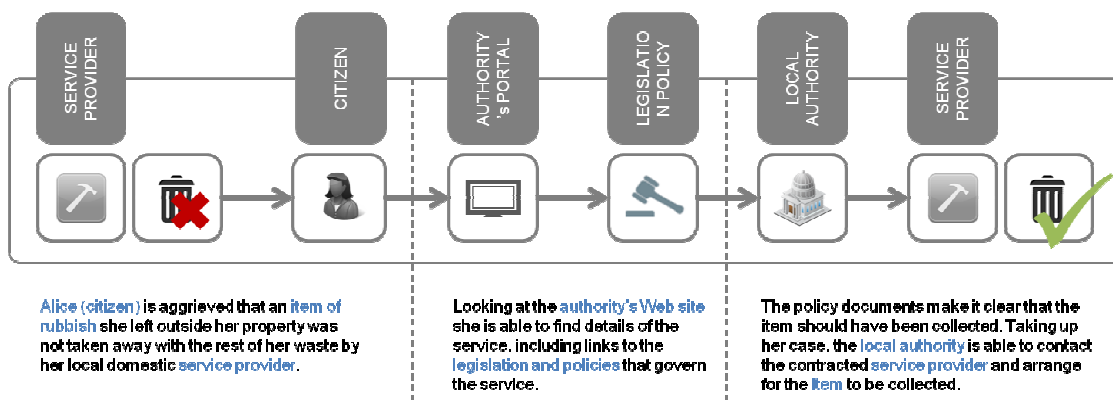 SERVICE
PROVIDER
CITIZEN
AUTHORITY
's PORTAL
LEGISLATIO
N POLICY
LOCAL
AUTHORITY
SERVICE
PROVIDER
Alice (citizen) is aggrieved that an item of
rubbish she left outside her property was
not taken away with the rest of her waste by
her local domestic service provider.
Looking at the authority's Web site
she is able to find details of the
service, including links to the
legislation and policies that govern
the service.
The policy documents make it clear that the
item should have been collected. Taking up
her case, the local authority is able to contact
the contracted service provider and arrange
for the item to be collected.